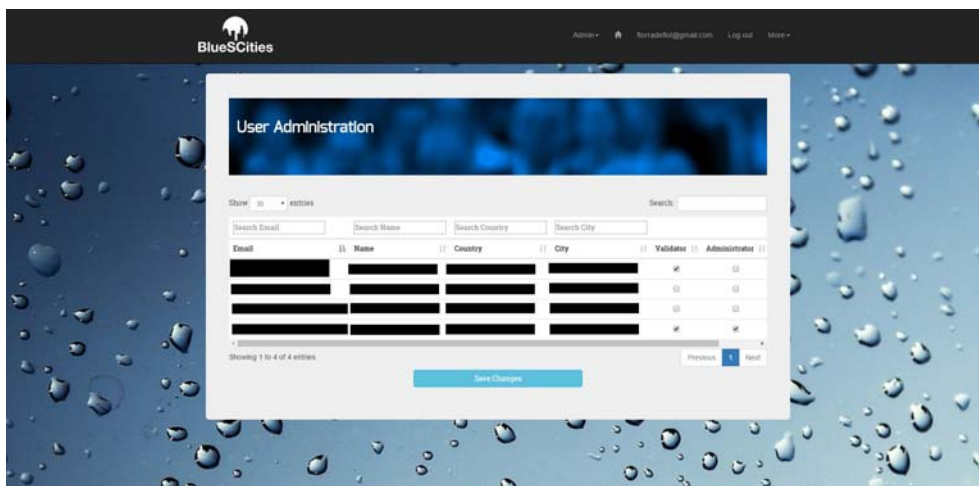 BlueSCities
Admin
ftorradeflot@gmail.com
Log out
More
User Administration
Show 10 entries
Search:
Search Email
Search Name
Search Country
Search City
Email
Name
Country
City
Validator
Administrator
Showing 1 to 4 of 4 entries
Previous
1
Next
Save Changes